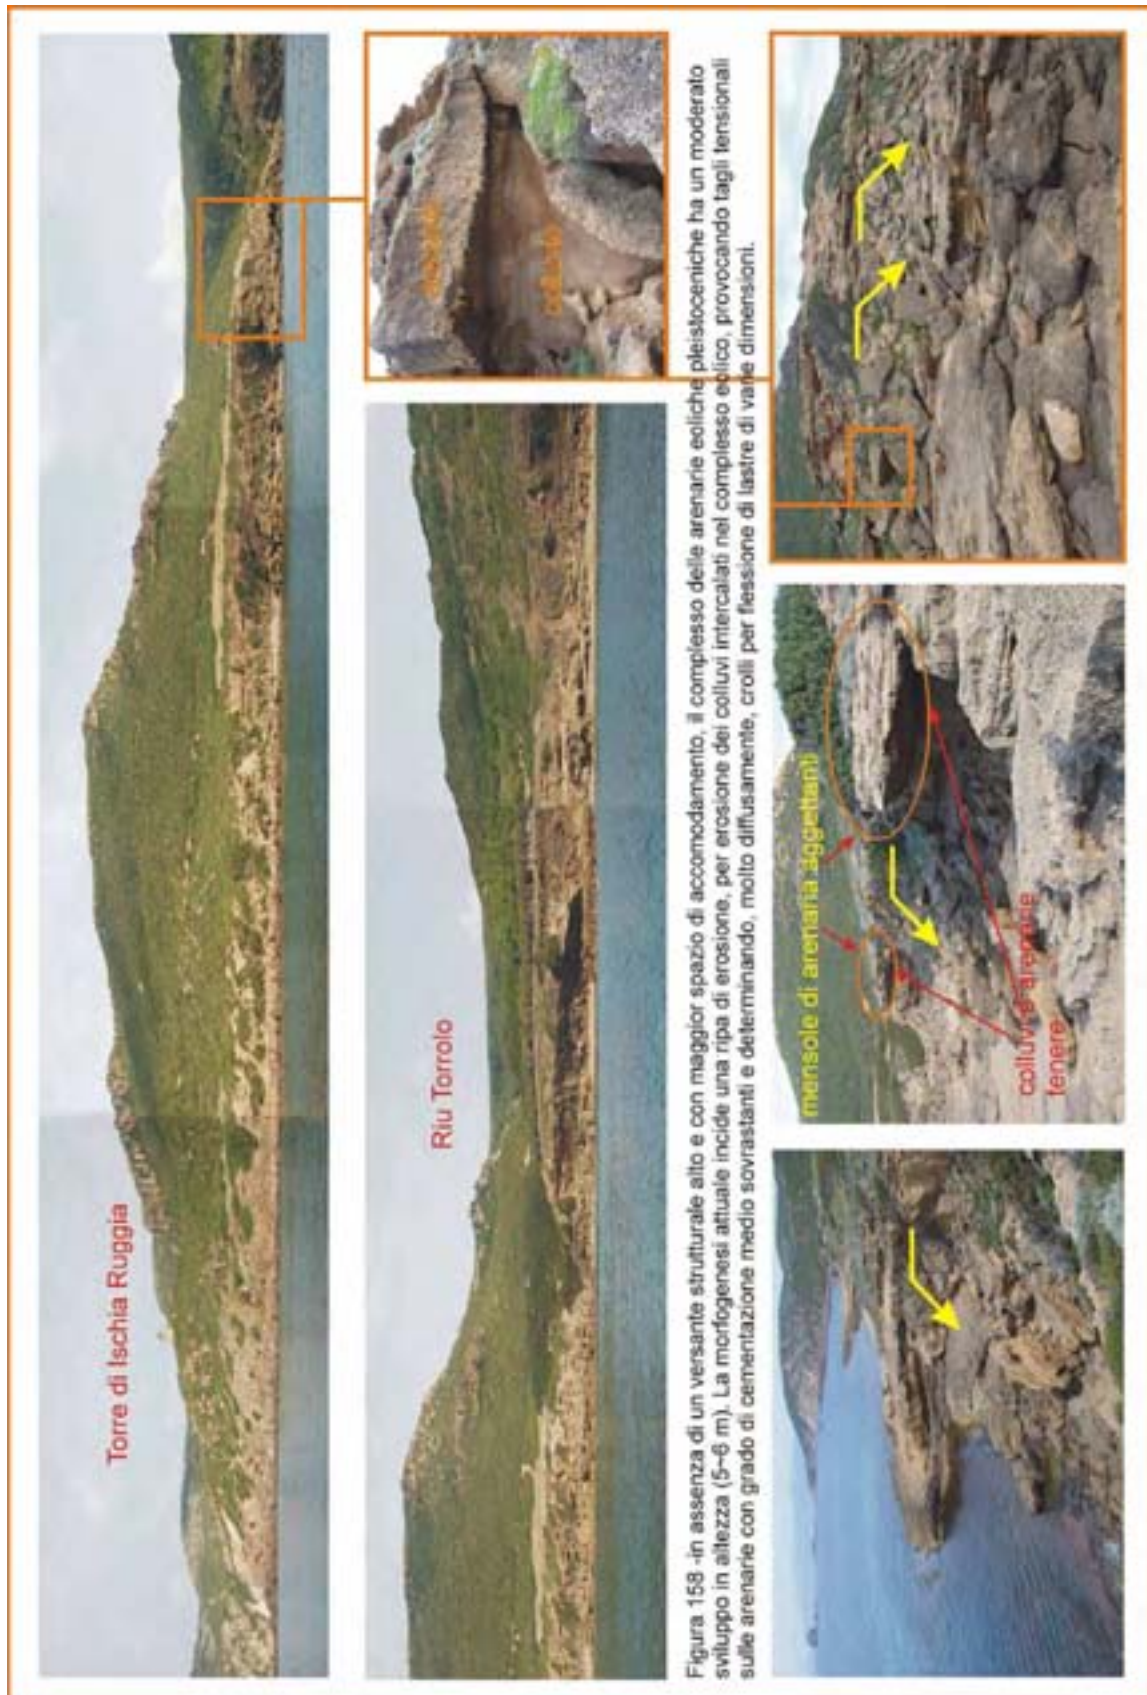 Torre di Ischia Ruggia
Riu Torrolo
arenaria
colluvio
Figura 158 -in assenza di un versante strutturale alto e con maggior spazio di accomodamento, il complesso delle arenarie eoliche pleistoceniche ha un moderato
sviluppo in altezza (5~6 m). La morfogenesi attuale incide una ripa di erosione, per erosione dei colluvi intercalati nel complesso eolico, provocando tagli tensionali
sulle arenarie con grado di cementazione medio sovrastanti e determinando, molto diffusamente, crolli per flessione di lastre di varie dimensioni.
mensole di arenaria aggettanti
colluvi e arenarie
tenere